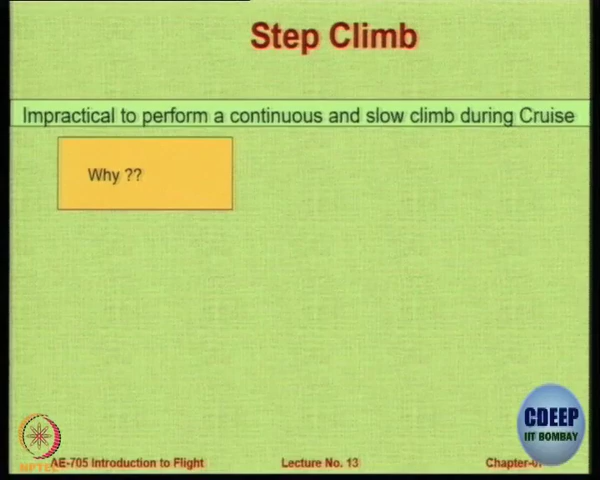 Step Climb
Impractical to perform a continuous and slow climb during Cruise
Why ??
CDEEP
IIT BOMBAY
NPTEL
AE-705 Introduction to Flight
Lecture No. 13